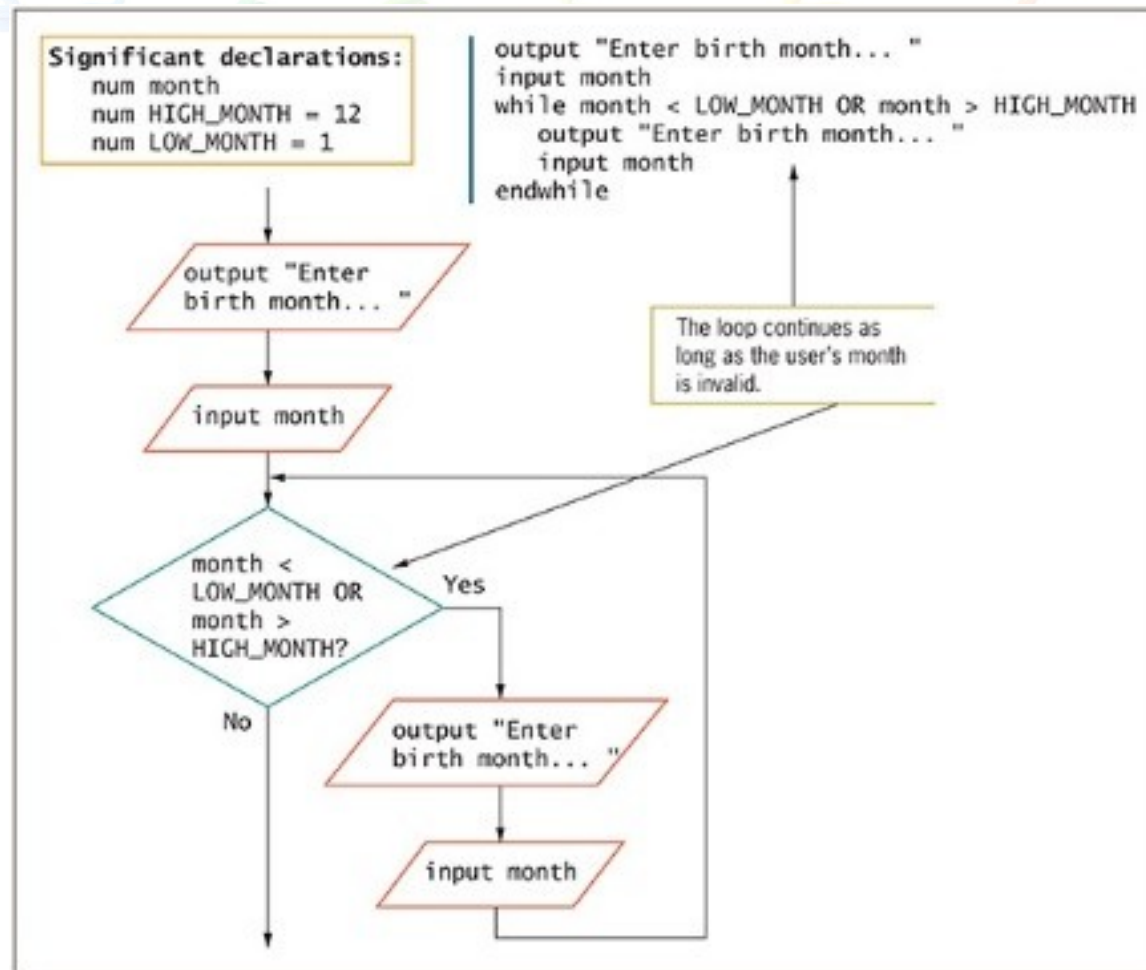 Significant declarations:
num month
num HIGH_MONTH = 12
num LOW_MONTH = 1
output "Enter birth month... "
input month
while month < LOW_MONTH OR month > HIGH_MONTH
output "Enter birth month... "
input month
endwhile
output "Enter
birth month... "
input month
The loop continues as
long as the user's month
is invalid.
month <
LOW_MONTH OR
month >
HIGH_MONTH?
Yes
No
output "Enter
birth month... "
input month